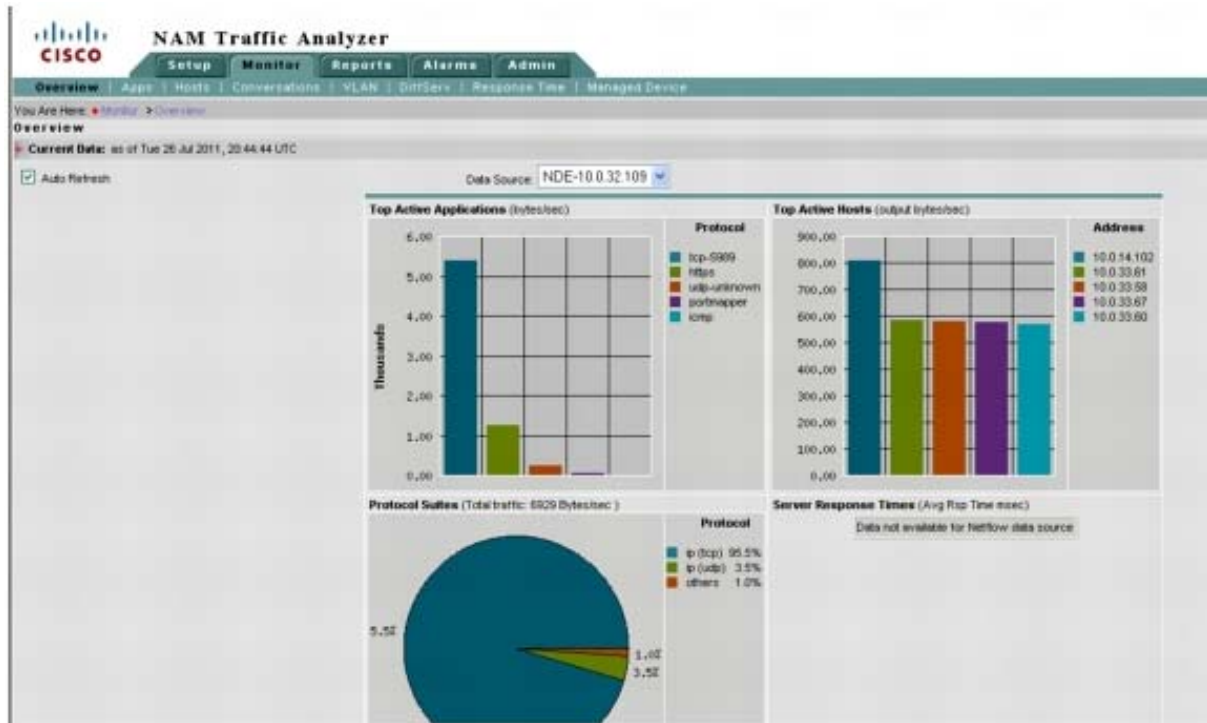 CISCO
NAM Traffic Analyzer
Setup Monitor Reports Alarms Admin
Overview | Apps | Hosts | Conversations | VLAN | DiffServ | Response Time | Managed Device
You Are Here: Monitor > Overview
Overview
Current Data: as of Tue 26 Jul 2011, 20:44:44 UTC
Auto Refresh
Data Source: NDE-10.0.32.109
Top Active Applications (bytes/sec)
Thousands
6.00
5.00
4.00
3.00
2.00
1.00
0.00
Protocol
tcp-5989
https
udp-unknown
portmapper
icmp
Top Active Hosts (output bytes/sec)
900.00
800.00
700.00
600.00
500.00
400.00
300.00
200.00
100.00
0.00
Address
10.0.14.102
10.0.33.61
10.0.33.58
10.0.33.67
10.0.33.60
Protocol Suites (Total traffic: 6929 Bytes/sec )
5.5%
1.0%
3.5%
Protocol
ip (tcp) 95.5%
ip (udp) 3.5%
others 1.0%
Server Response Times (Avg Rsp Time msec)
Data not available for Netflow data source